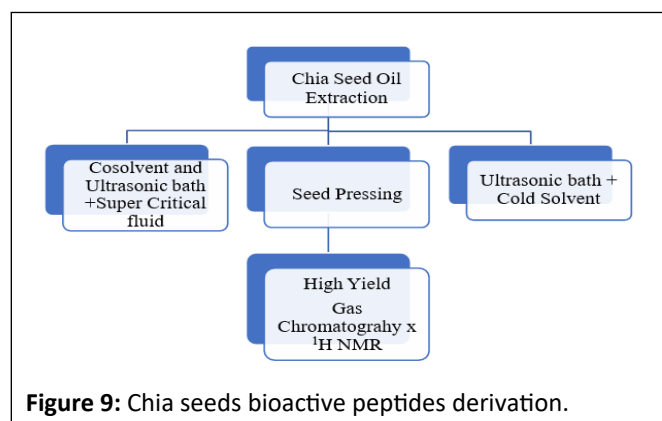 Chia Seed Oil
Extraction
Cosolvent and
Ultrasonic bath
+Super Critical
fluid
Seed Pressing
Ultrasonic bath +
Cold Solvent
High Yield
Gas
Chromatograhy x
¹H NMR
Figure 9: Chia seeds bioactive peptides derivation.